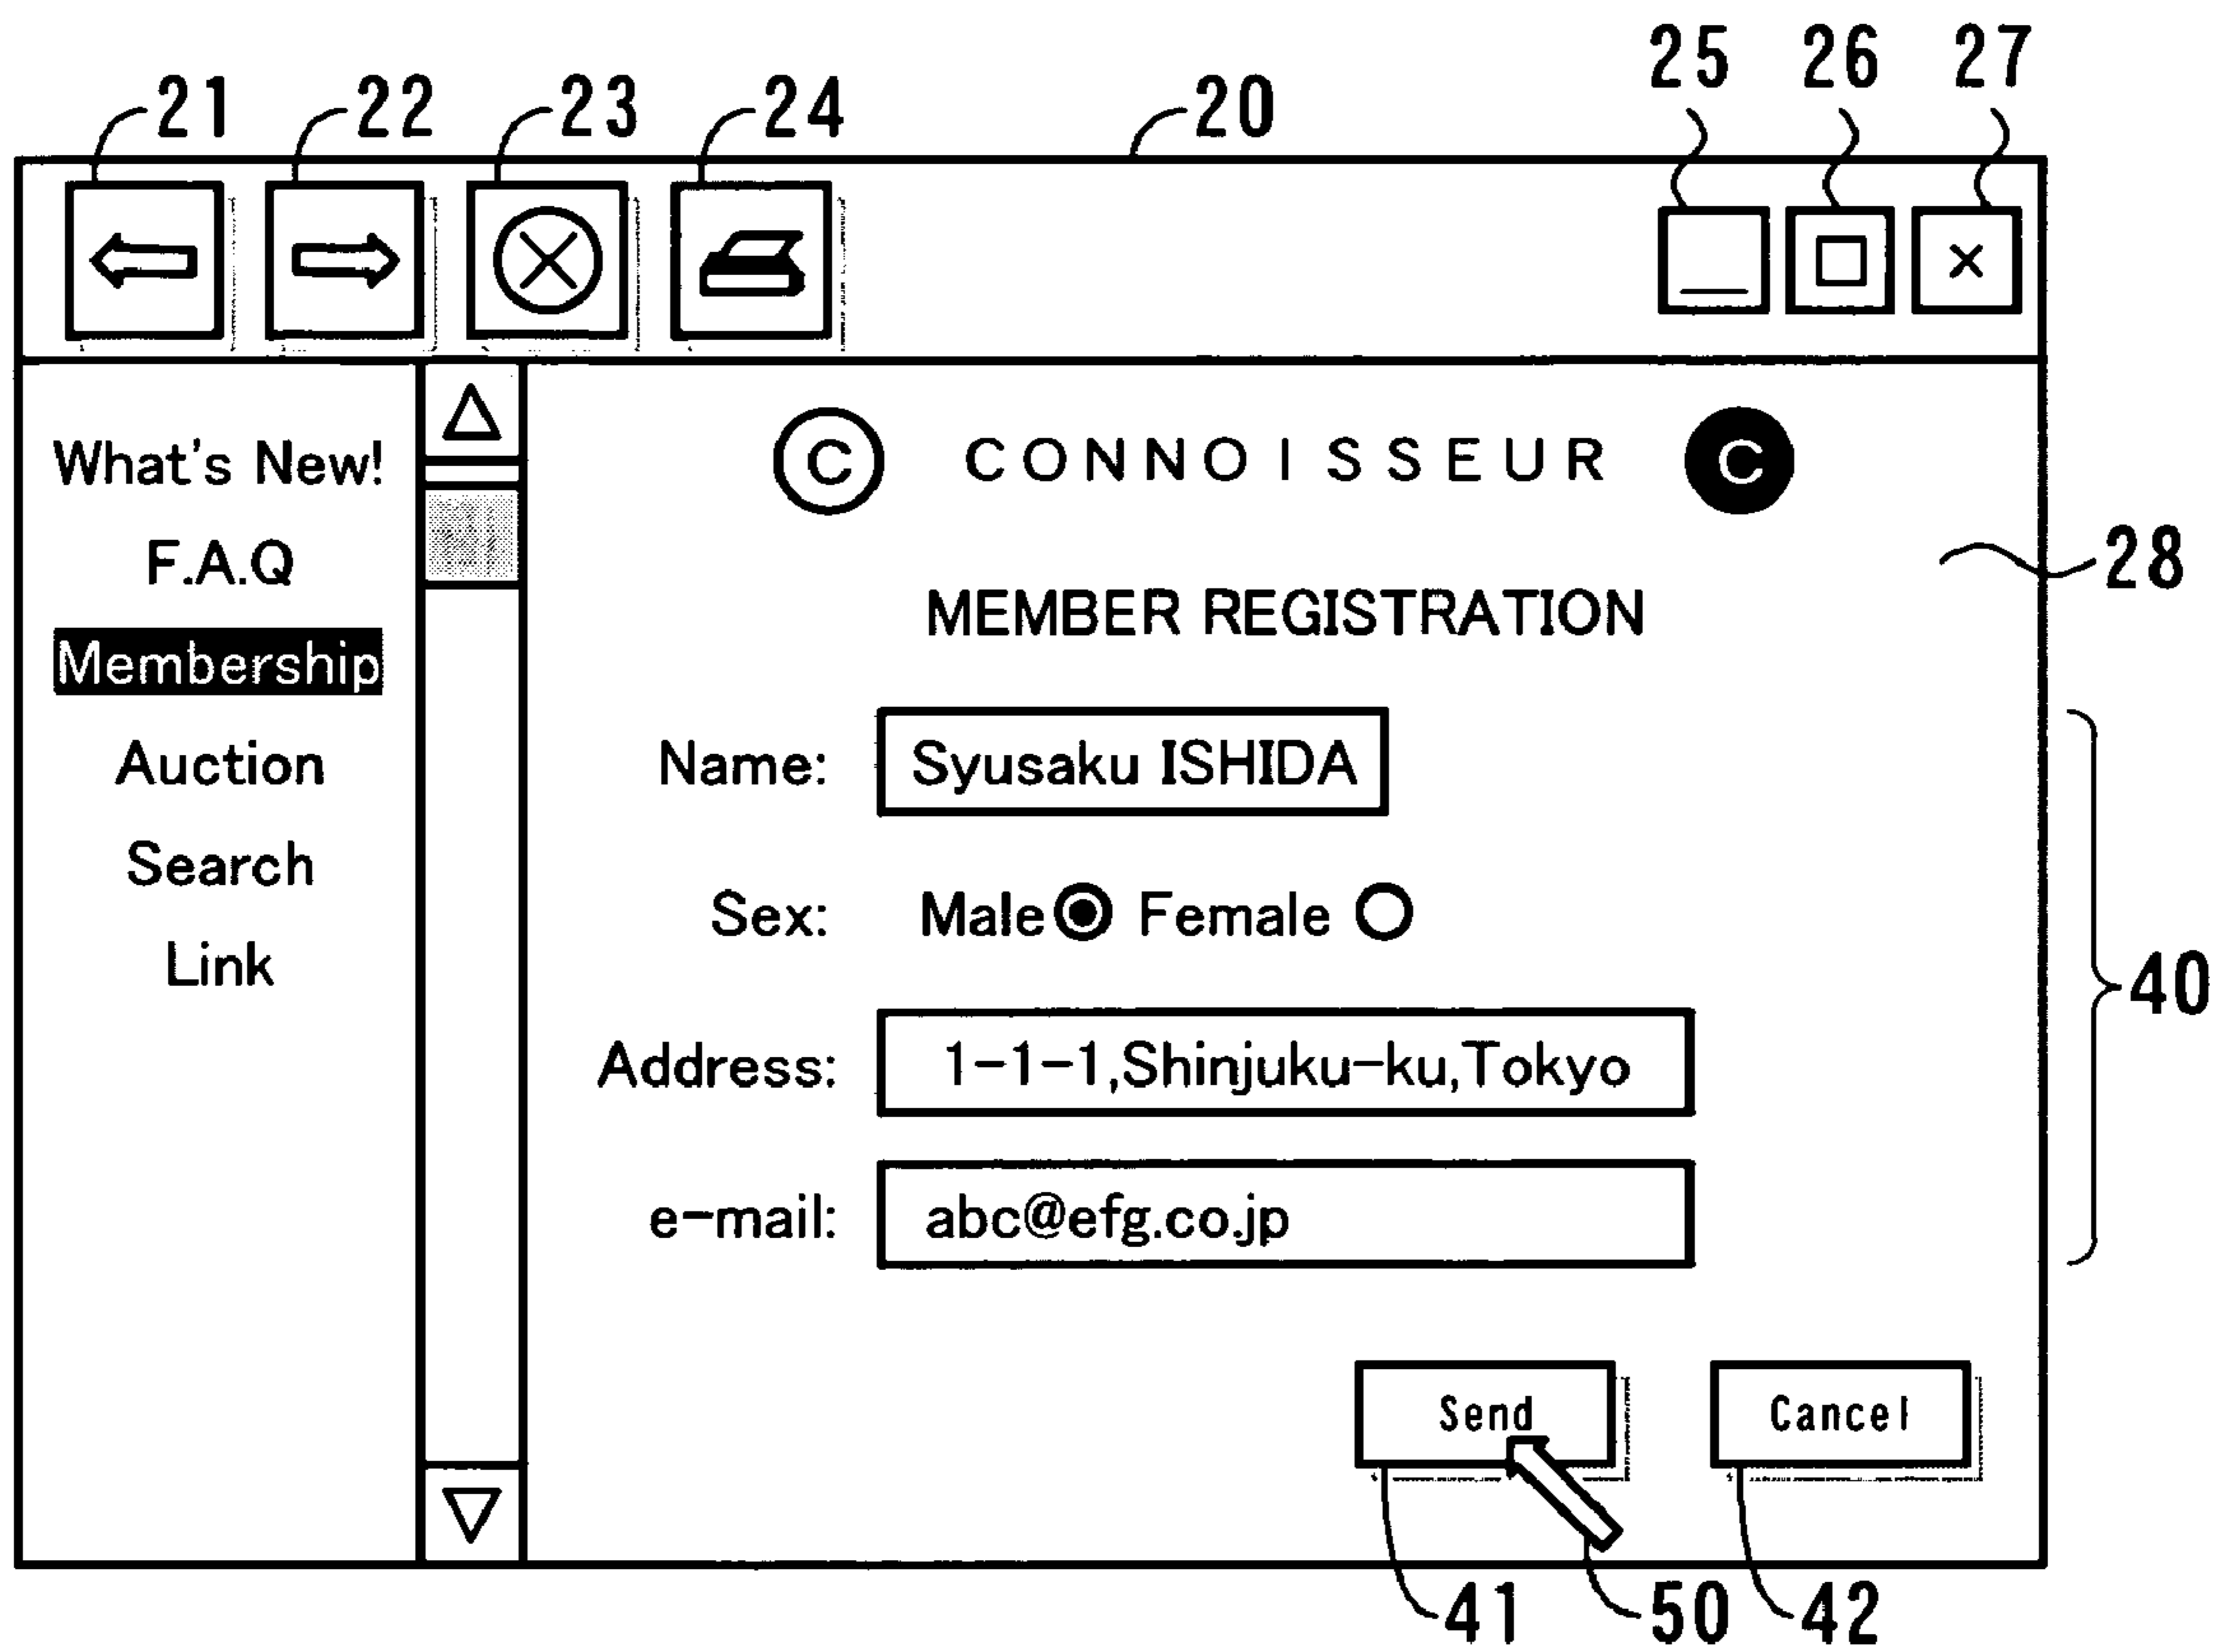 25 26 27
21 22 23 24 20
What's New!
F.A.Q
Membership
Auction
Search
Link
C CONNOISSEUR C
28
MEMBER REGISTRATION
Name: Syusaku ISHIDA
Sex: Male Female
40
Address: 1-1-1,Shinjuku-ku,Tokyo
e-mail: abc@efg.co.jp
Send Cancel
41 50 42